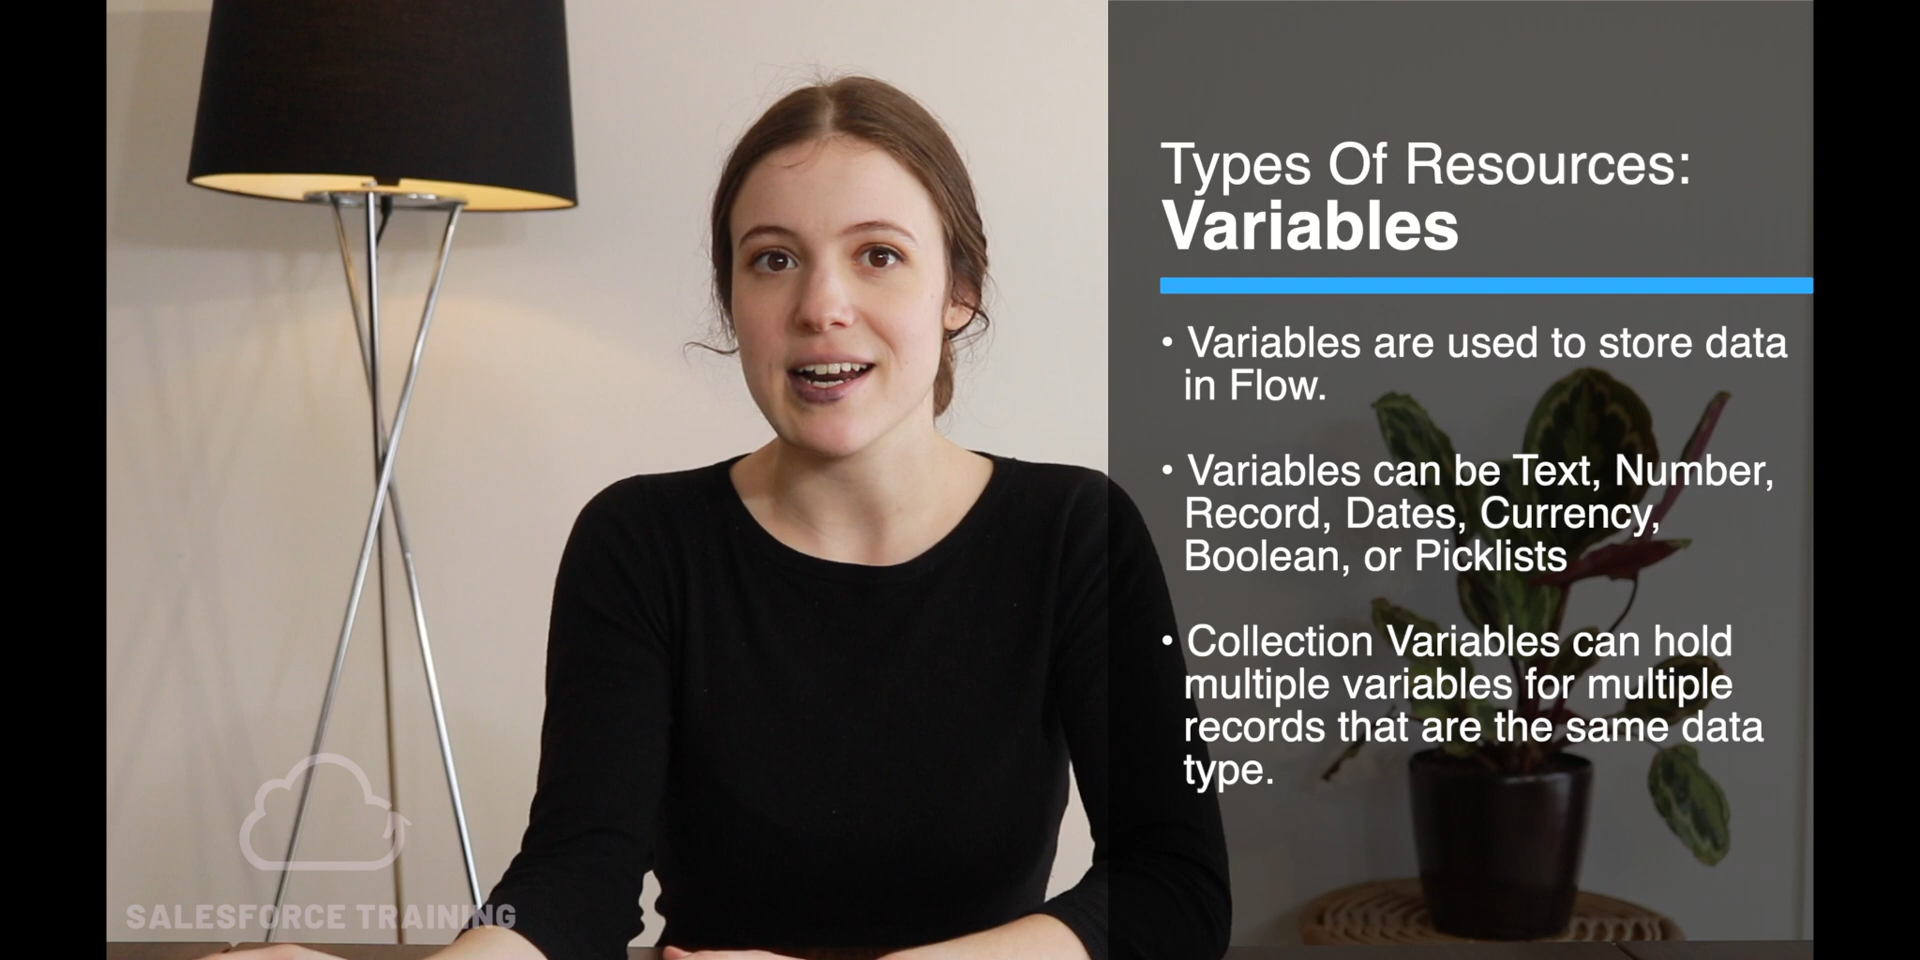 Types Of Resources:
Variables
• Variables are used to store data
in Flow.
• Variables can be Text, Number,
Record, Dates, Currency,
Boolean, or Picklists
• Collection Variables can hold
multiple variables for multiple
records that are the same data
type.
SALESFORCE TRAINING